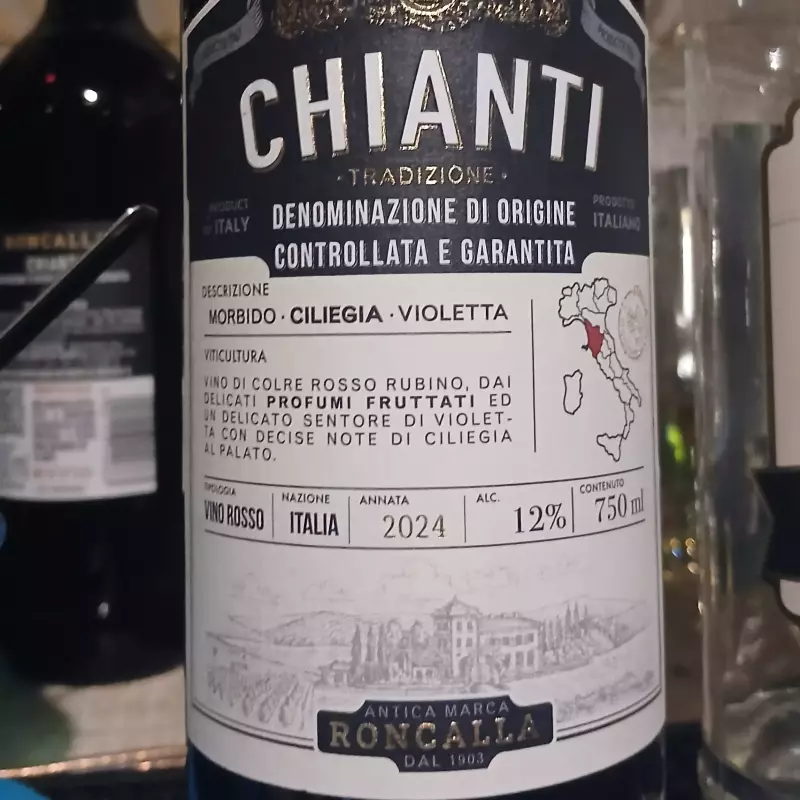 CHIANTI
· TRADIZIONE ·
PRODUCT
OF ITALY
DENOMINAZIONE DI ORIGINE
CONTROLLATA E GARANTITA
PRODOTTO
ITALIANO
DESCRIZIONE
MORBIDO · CILIEGIA · VIOLETTA
VITICULTURA
VINO DI COLRE ROSSO RUBINO, DAI
DELICATI PROFUMI FRUTTATI ED
UN DELICATO SENTORE DI VIOLET-
TA CON DECISE NOTE DI CILIEGIA
AL PALATO.
TIPOLOGIA
VINO ROSSO
NAZIONE
ITALIA
ANNATA
2024
ALC.
12%
CONTENUTO
750 ml
ANTICA MARCA
RONCALLA
DAL 1903
RONCALLA
CHIANTI